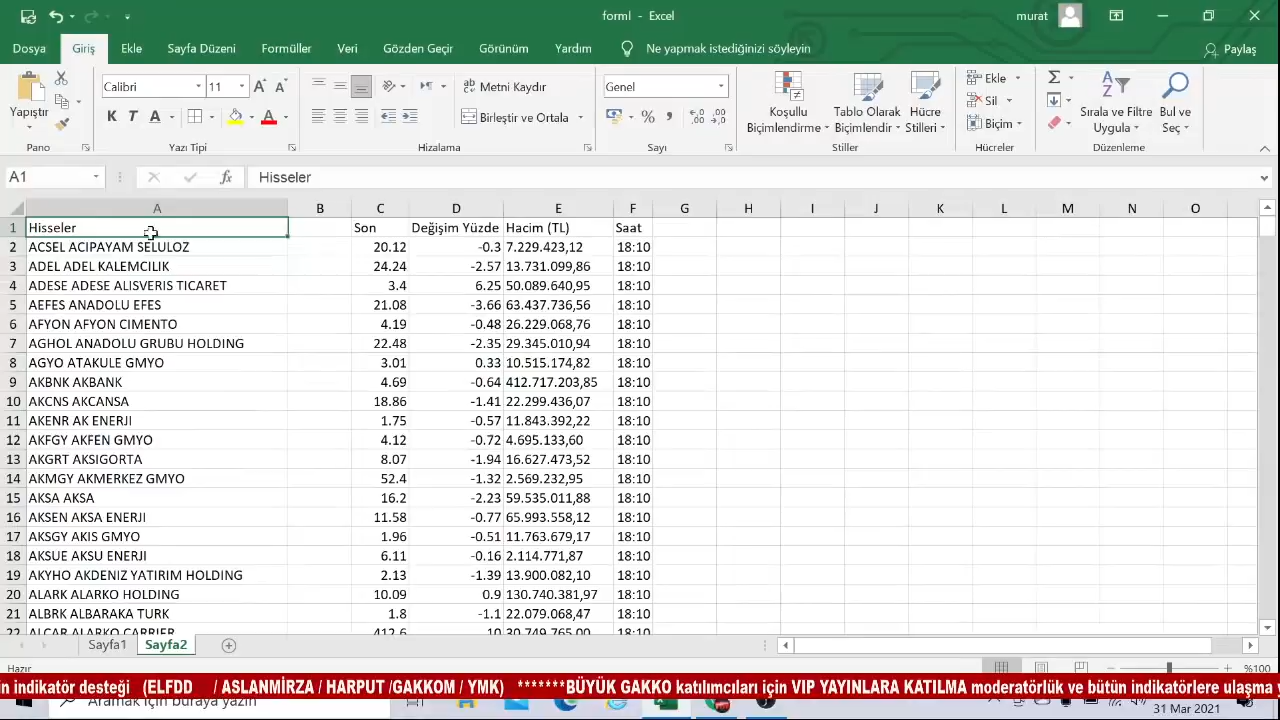 forml - Excel
murat
Dosya Giriş Ekle Sayfa Düzeni Formüller Veri Gözden Geçir Görünüm Yardım Ne yapmak istediğinizi söyleyin Paylaş
Yapıştır
Calibri 11
K T A
Metni Kaydır
Birleştir ve Ortala
Genel
Koşullu Biçimlendirme
Tablo Olarak Biçimlendir
Hücre Stilleri
Ekle
Sil
Biçim
Sırala ve Filtre Uygula
Bul ve Seç
Pano Yazı Tipi Hizalama Sayı Stiller Hücreler Düzenleme
A1 fx Hisseler
A B C D E F G H I J K L M N O
1 Hisseler Son Değişim Yüzde Hacim (TL) Saat
2 ACSEL ACIPAYAM SELULOZ 20.12 -0.3 7.229.423,12 18:10
3 ADEL ADEL KALEMCILIK 24.24 -2.57 13.731.099,86 18:10
4 ADESE ADESE ALISVERIS TICARET 3.4 6.25 50.089.640,95 18:10
5 AEFES ANADOLU EFES 21.08 -3.66 63.437.736,56 18:10
6 AFYON AFYON CIMENTO 4.19 -0.48 26.229.068,76 18:10
7 AGHOL ANADOLU GRUBU HOLDING 22.48 -2.35 29.345.010,94 18:10
8 AGYO ATAKULE GMYO 3.01 0.33 10.515.174,82 18:10
9 AKBNK AKBANK 4.69 -0.64 412.717.203,85 18:10
10 AKCNS AKCANSA 18.86 -1.41 22.299.436,07 18:10
11 AKENR AK ENERJI 1.75 -0.57 11.843.392,22 18:10
12 AKFGY AKFEN GMYO 4.12 -0.72 4.695.133,60 18:10
13 AKGRT AKSIGORTA 8.07 -1.94 16.627.473,52 18:10
14 AKMGY AKMERKEZ GMYO 52.4 -1.32 2.569.232,95 18:10
15 AKSA AKSA 16.2 -2.23 59.535.011,88 18:10
16 AKSEN AKSA ENERJI 11.58 -0.77 65.993.558,12 18:10
17 AKSGY AKIS GMYO 1.96 -0.51 11.763.679,17 18:10
18 AKSUE AKSU ENERJI 6.11 -0.16 2.114.771,87 18:10
19 AKYHO AKDENIZ YATIRIM HOLDING 2.13 -1.39 13.900.082,10 18:10
20 ALARK ALARKO HOLDING 10.09 0.9 130.740.381,97 18:10
21 ALBRK ALBARAKA TURK 1.8 -1.1 22.079.068,47 18:10
22 ALCAR ALARKO CARRIER 412.6 10 30.749.765,00 18:10
Sayfa1 Sayfa2
Hazır %100
in indikatör desteği (ELFDD / ASLANMİRZA / HARPUT /GAKKOM / YMK) *******BÜYÜK GAKKO katılımcıları için VIP YAYINLARA KATILMA moderatörlük ve bütün indikatörlere ulaşma
Aramak için buraya yazın
31 Mar 2021